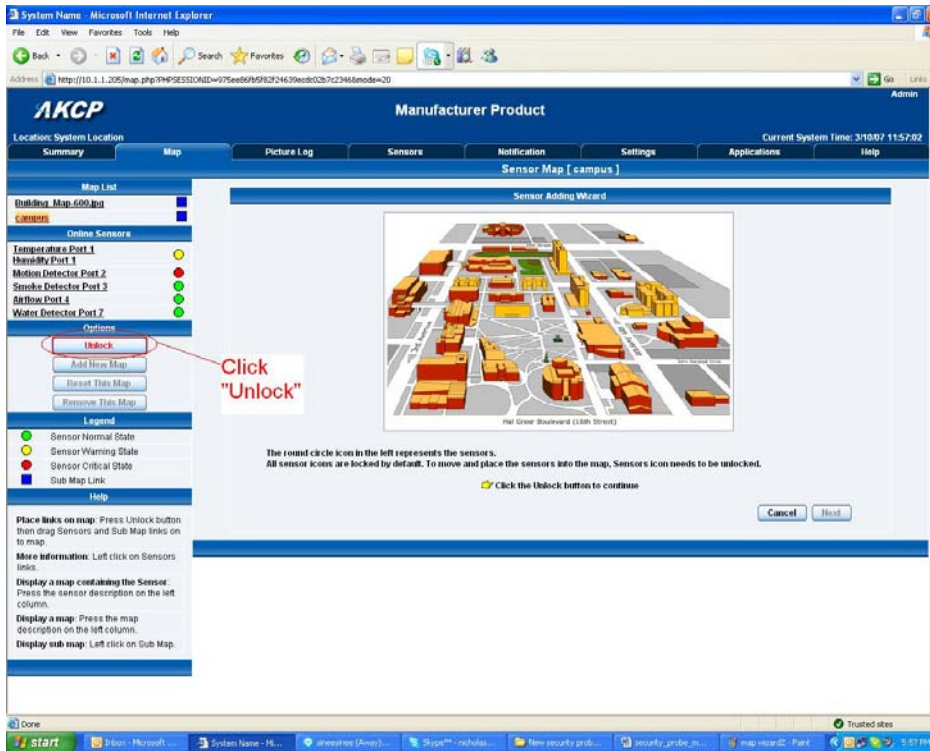 System Name - Microsoft Internet Explorer
File Edit View Favorites Tools Help
Back Search Favorites
Address http://10.1.1.205/map.php?PHPSESSIONID=975ee86fb5f82f24639ecdc02b7c2346&mode=20 Go Links
Admin
AKCP Manufacturer Product
Location: System Location Current System Time: 3/10/07 11:57:02
Summary Map Picture Log Sensors Notification Settings Applications Help
Sensor Map [ campus ]
Map List
Building_Map_600.jpg
campus
Online Sensors
Temperature Port 1
Humidity Port 1
Motion Detector Port 2
Smoke Detector Port 3
Airflow Port 4
Water Detector Port 7
Options
Unlock
Add New Map
Reset This Map
Remove This Map
Legend
Sensor Normal State
Sensor Warning State
Sensor Critical State
Sub Map Link
Help
Place links on map: Press Unlock button
then drag Sensors and Sub Map links on
to map.
More information: Left click on Sensors
links.
Display a map containing the Sensor:
Press the sensor description on the left
column.
Display a map: Press the map
description on the left column.
Display sub map: Left click on Sub Map.
Click
"Unlock"
Sensor Adding Wizard
Hal Greer Boulevard (16th Street)
The round circle icon in the left represents the sensors.
All sensor icons are locked by default. To move and place the sensors into the map, Sensors icon needs to be unlocked.
Click the Unlock button to continue
Cancel Next
Done Trusted sites
start Inbox - Microsoft ... System Name - Mi... (Away)... Skype™ - nicholas... New security prob... security_probe_m... map wizard2 - Paint 5:57 PM